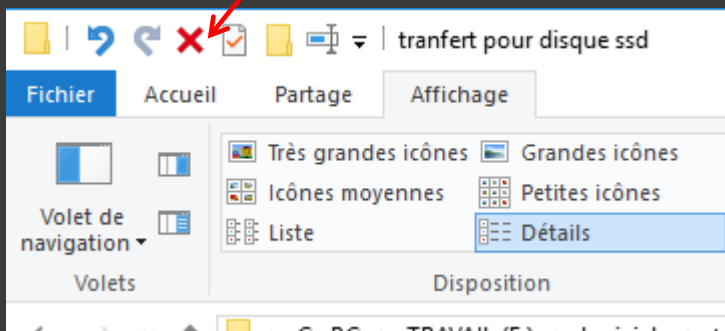 tranfert pour disque ssd
Fichier Accueil Partage Affichage
Très grandes icônes Grandes icônes
Icônes moyennes Petites icônes
Volet de navigation
Liste Détails
Volets Disposition